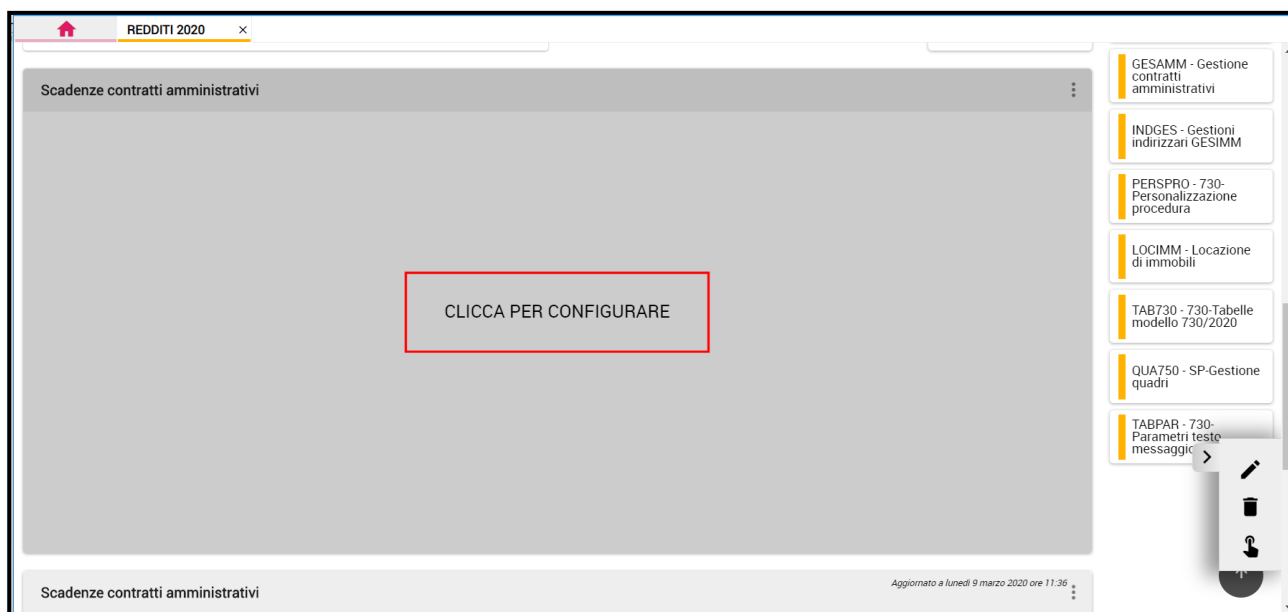 REDDITI 2020 ×
Scadenze contratti amministrativi
CLICCA PER CONFIGURARE
Scadenze contratti amministrativi
Aggiornato a lunedì 9 marzo 2020 ore 11:36
GESAMM - Gestione
contratti
amministrativi
INDGES - Gestioni
indirizzari GESIMM
PERSPRO - 730-
Personalizzazione
procedura
LOCIMM - Locazione
di immobili
TAB730 - 730-Tabelle
modello 730/2020
QUA750 - SP-Gestione
quadri
TABPAR - 730-
Parametri testo